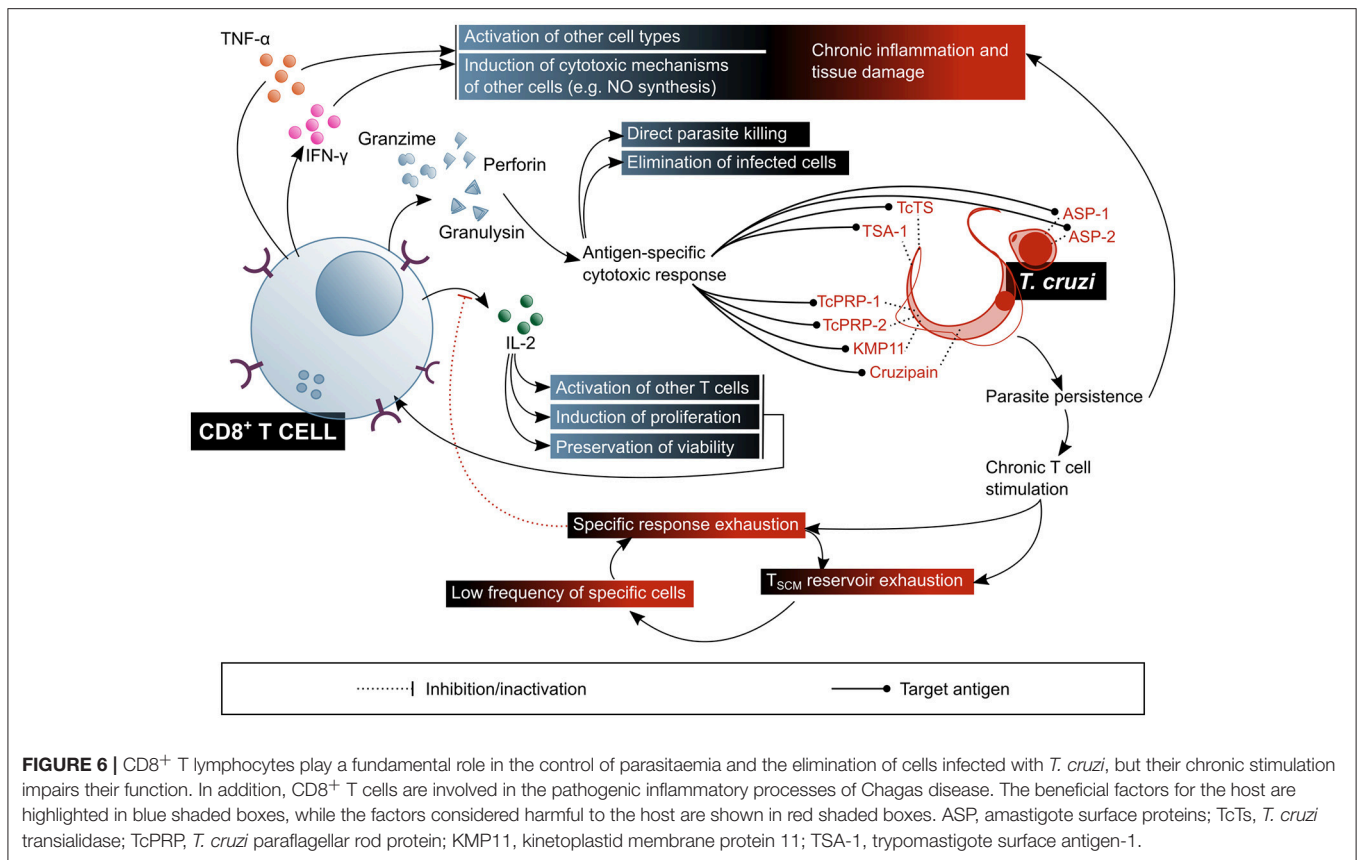 TNF-α
IFN-γ
Activation of other cell types
Induction of cytotoxic mechanisms
of other cells (e.g. NO synthesis)
Chronic inflammation and
tissue damage
Granzime
Perforin
Granulysin
Direct parasite killing
Elimination of infected cells
Antigen-specific
cytotoxic response
TcTS
TSA-1
ASP-1
ASP-2
T. cruzi
TcPRP-1
TcPRP-2
KMP11
Cruzipain
IL-2
Activation of other T cells
Induction of proliferation
Preservation of viability
CD8+ T CELL
Parasite persistence
Chronic T cell
stimulation
Specific response exhaustion
TSCM reservoir exhaustion
Low frequency of specific cells
Inhibition/inactivation
Target antigen
FIGURE 6 | CD8+ T lymphocytes play a fundamental role in the control of parasitaemia and the elimination of cells infected with T. cruzi, but their chronic stimulation
impairs their function. In addition, CD8+ T cells are involved in the pathogenic inflammatory processes of Chagas disease. The beneficial factors for the host are
highlighted in blue shaded boxes, while the factors considered harmful to the host are shown in red shaded boxes. ASP, amastigote surface proteins; TcTs, T. cruzi
transialidase; TcPRP, T. cruzi paraflagellar rod protein; KMP11, kinetoplastid membrane protein 11; TSA-1, trypomastigote surface antigen-1.